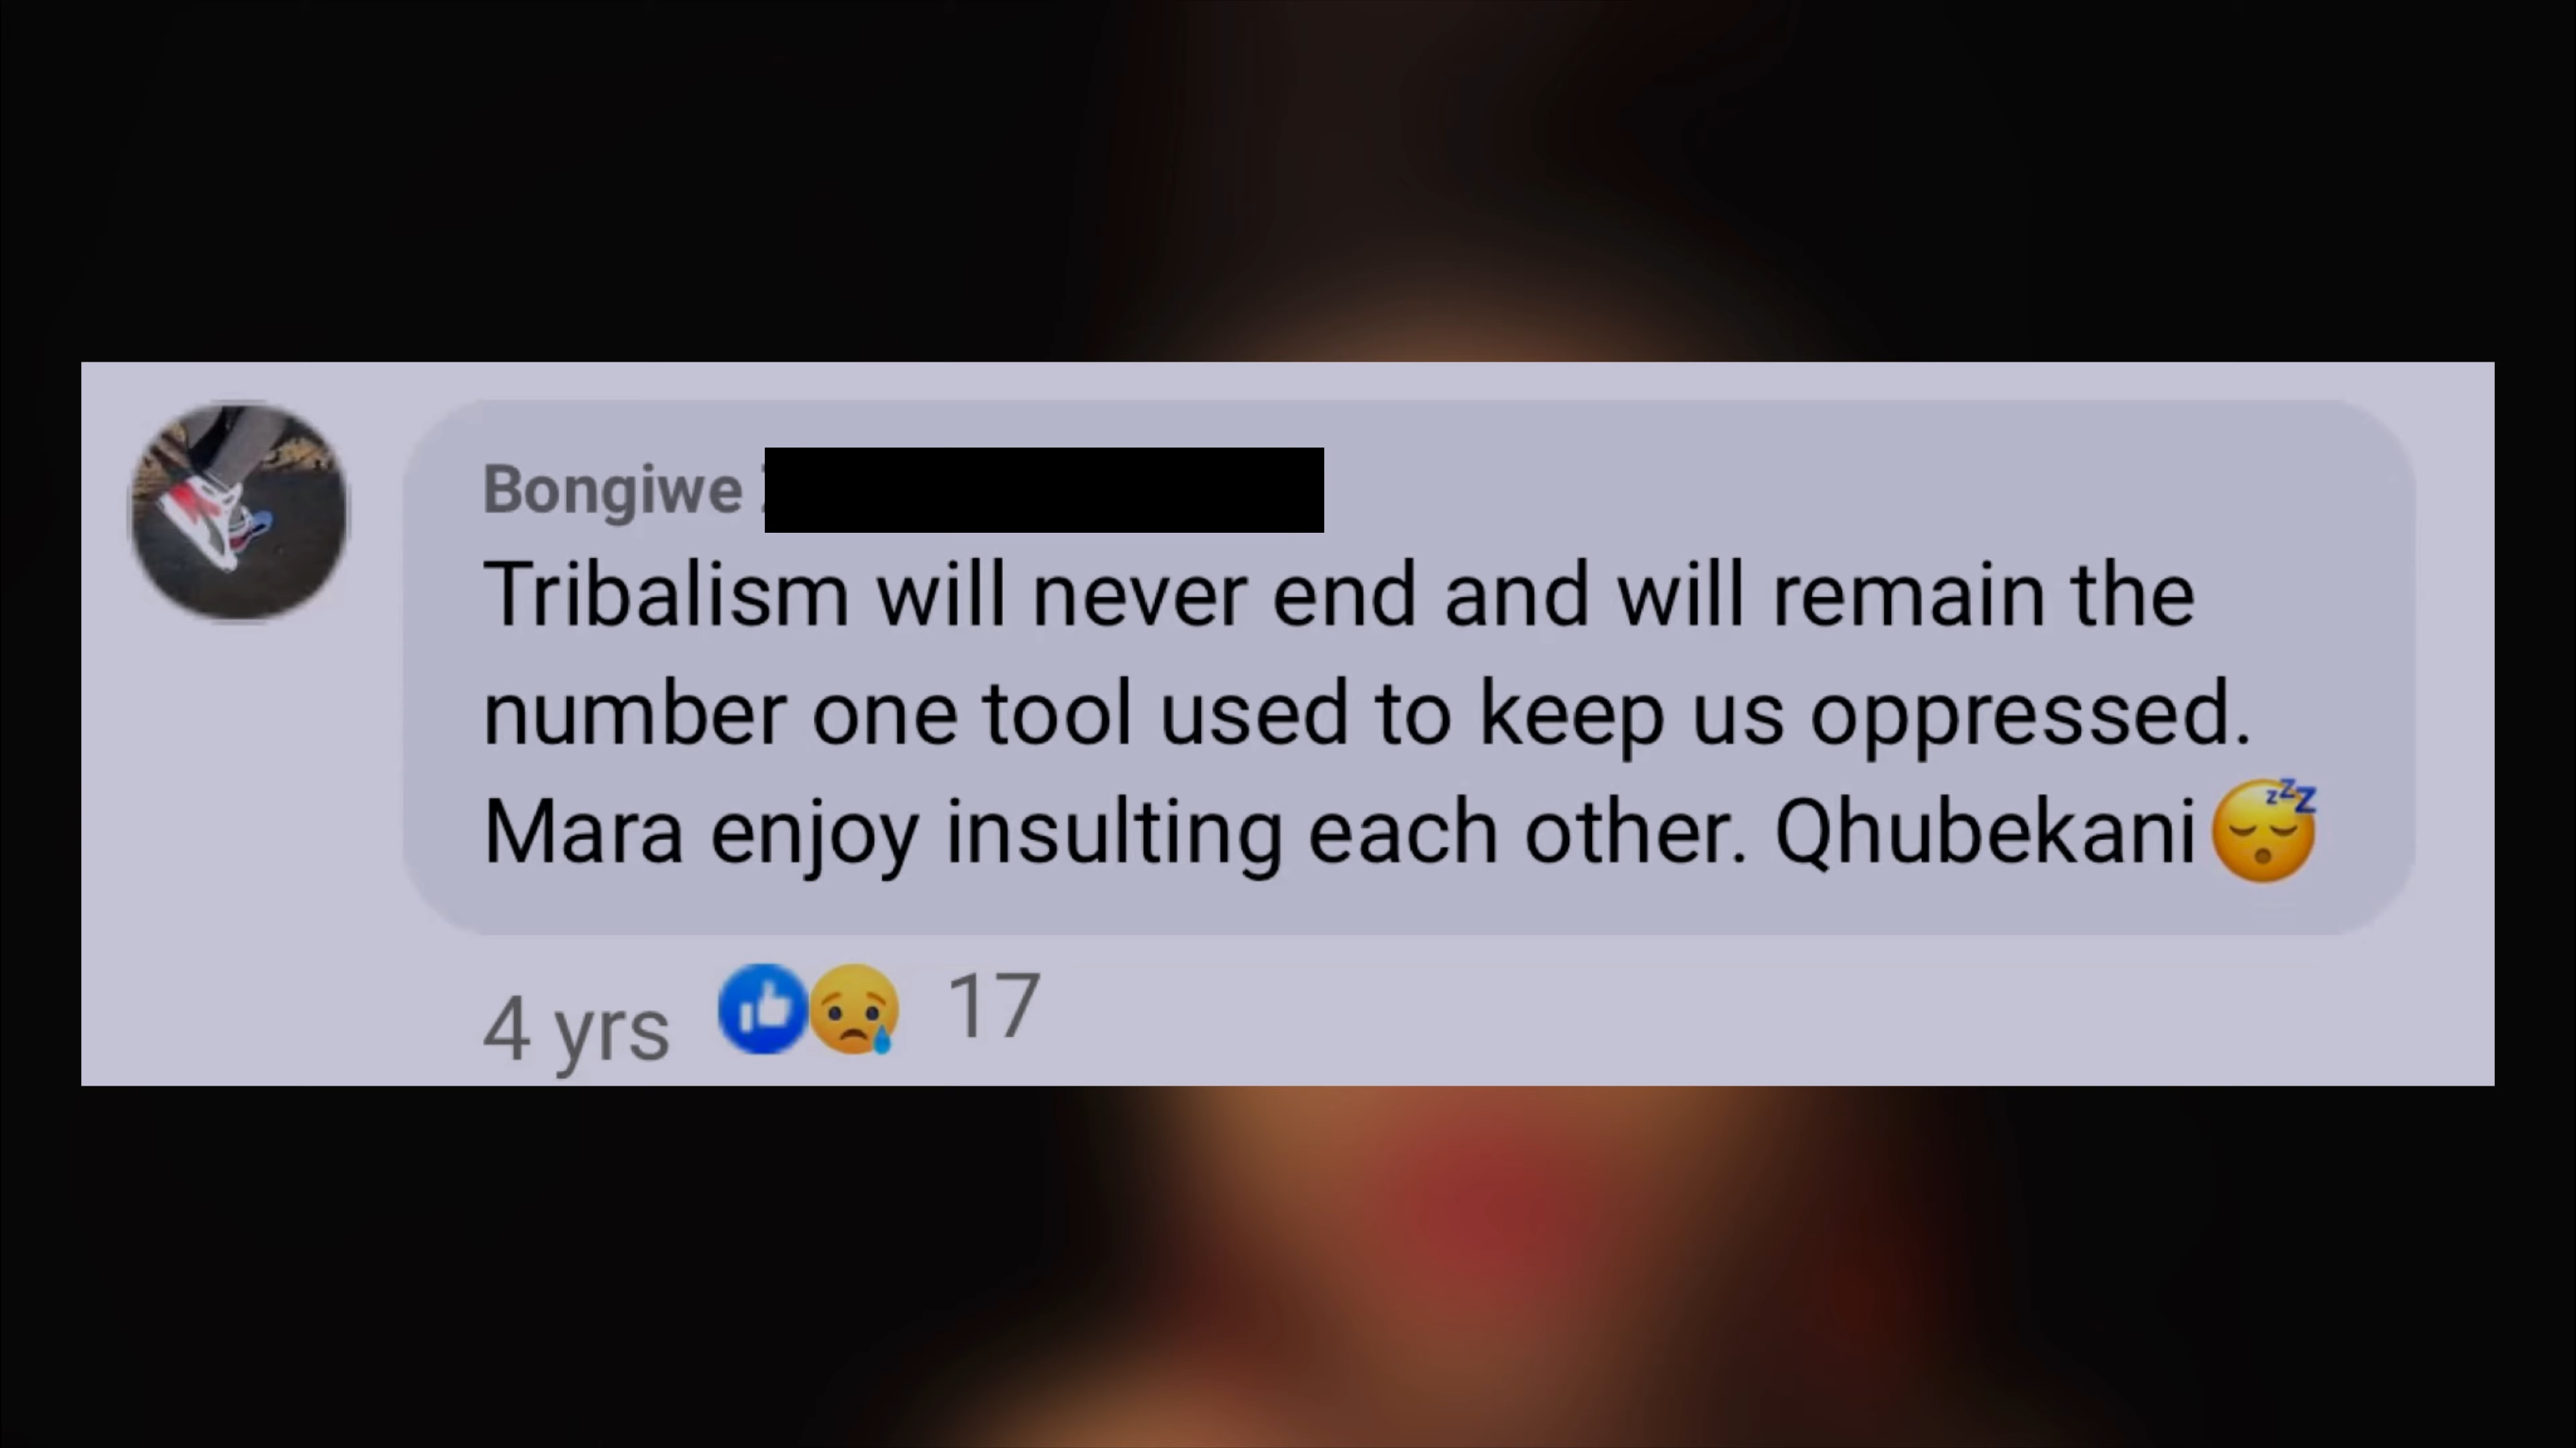 Bongiwe
Tribalism will never end and will remain the
number one tool used to keep us oppressed.
Mara enjoy insulting each other. Qhubekani😴
4 yrs 17